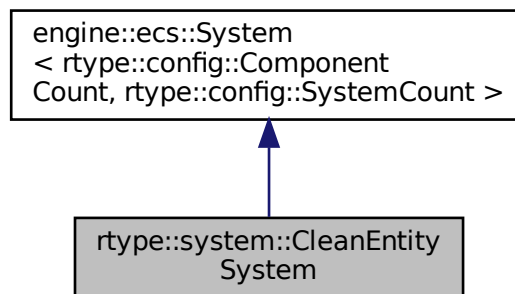 engine::ecs::System
< rtype::config::Component
Count, rtype::config::SystemCount >
rtype::system::CleanEntity
System